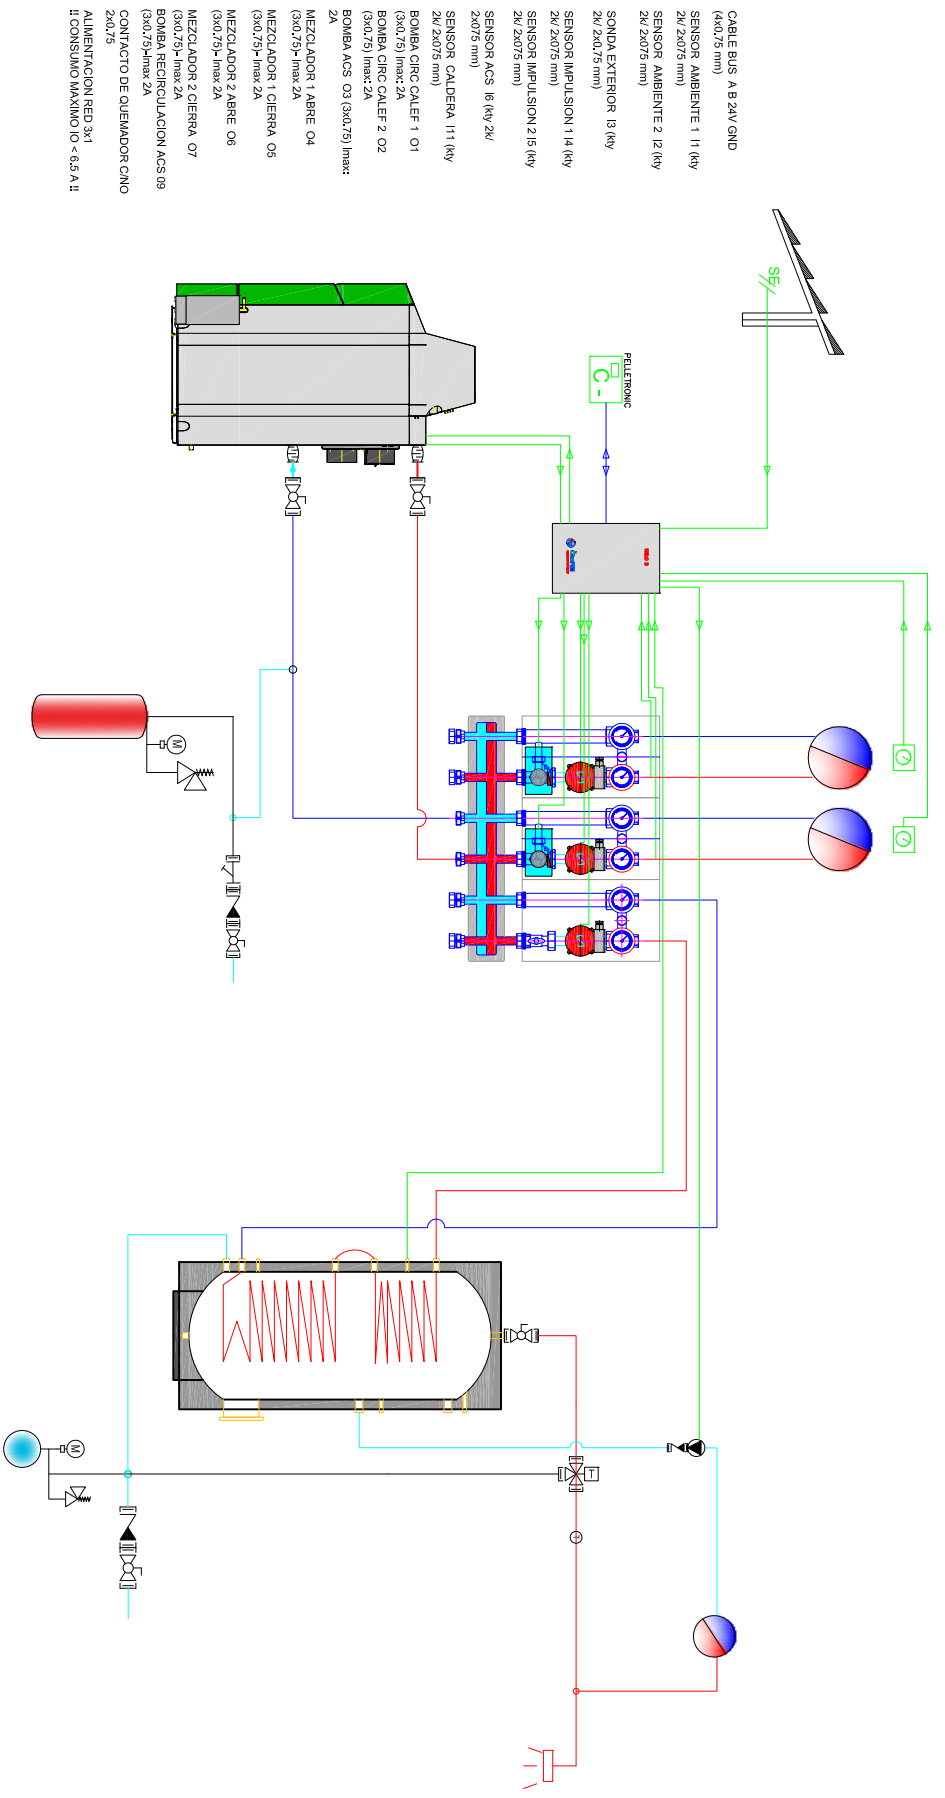 CABLE BUS A B 24V GND
(4x0.75 mm)
SENSOR AMBIENTE 1 I1 (kty
2k/ 2x075 mm)
SENSOR AMBIENTE 2 I2 (kty
2k/ 2x075 mm)
SONDA EXTERIOR I3 (kty
2k/ 2x0,75 mm)
SENSOR IMPULSION 1 I4 (kty
2k/ 2x075 mm)
SENSOR IMPULSION 2 I5 (kty
2k/ 2x075 mm)
SENSOR ACS I6 (kty 2k/
2x075 mm)
SENSOR CALDERA I11 (kty
2k/ 2x075 mm)
BOMBA CIRC CALEF 1 O1
(3x0,75) Imax: 2A
BOMBA CIRC CALEF 2 O2
(3x0.75) Imax: 2A
BOMBA ACS O3 (3x0.75) Imax:
2A
MEZCLADOR 1 ABRE O4
(3x0.75)- Imax 2A
MEZCLADOR 1 CIERRA O5
(3x0.75)- Imax 2A
MEZCLADOR 2 ABRE O6
(3x0.75)- Imax 2A
MEZCLADOR 2 CIERRA O7
(3x0.75)- Imax 2A
BOMBA RECIRCULACION ACS 09
(3x0.75)-Imax 2A
CONTACTO DE QUEMADOR C/NO
2x0.75
ALIMENTACION RED 3x1
!! CONSUMO MAXIMO IO < 6.5 A !!
SE
PELLETRONIC
C -
M
M
T
T